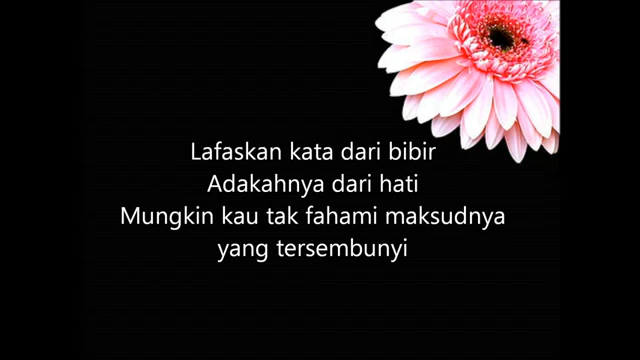 Lafaskan kata dari bibir
Adakahnya dari hati
Mungkin kau tak fahami maksudnya
yang tersembunyi